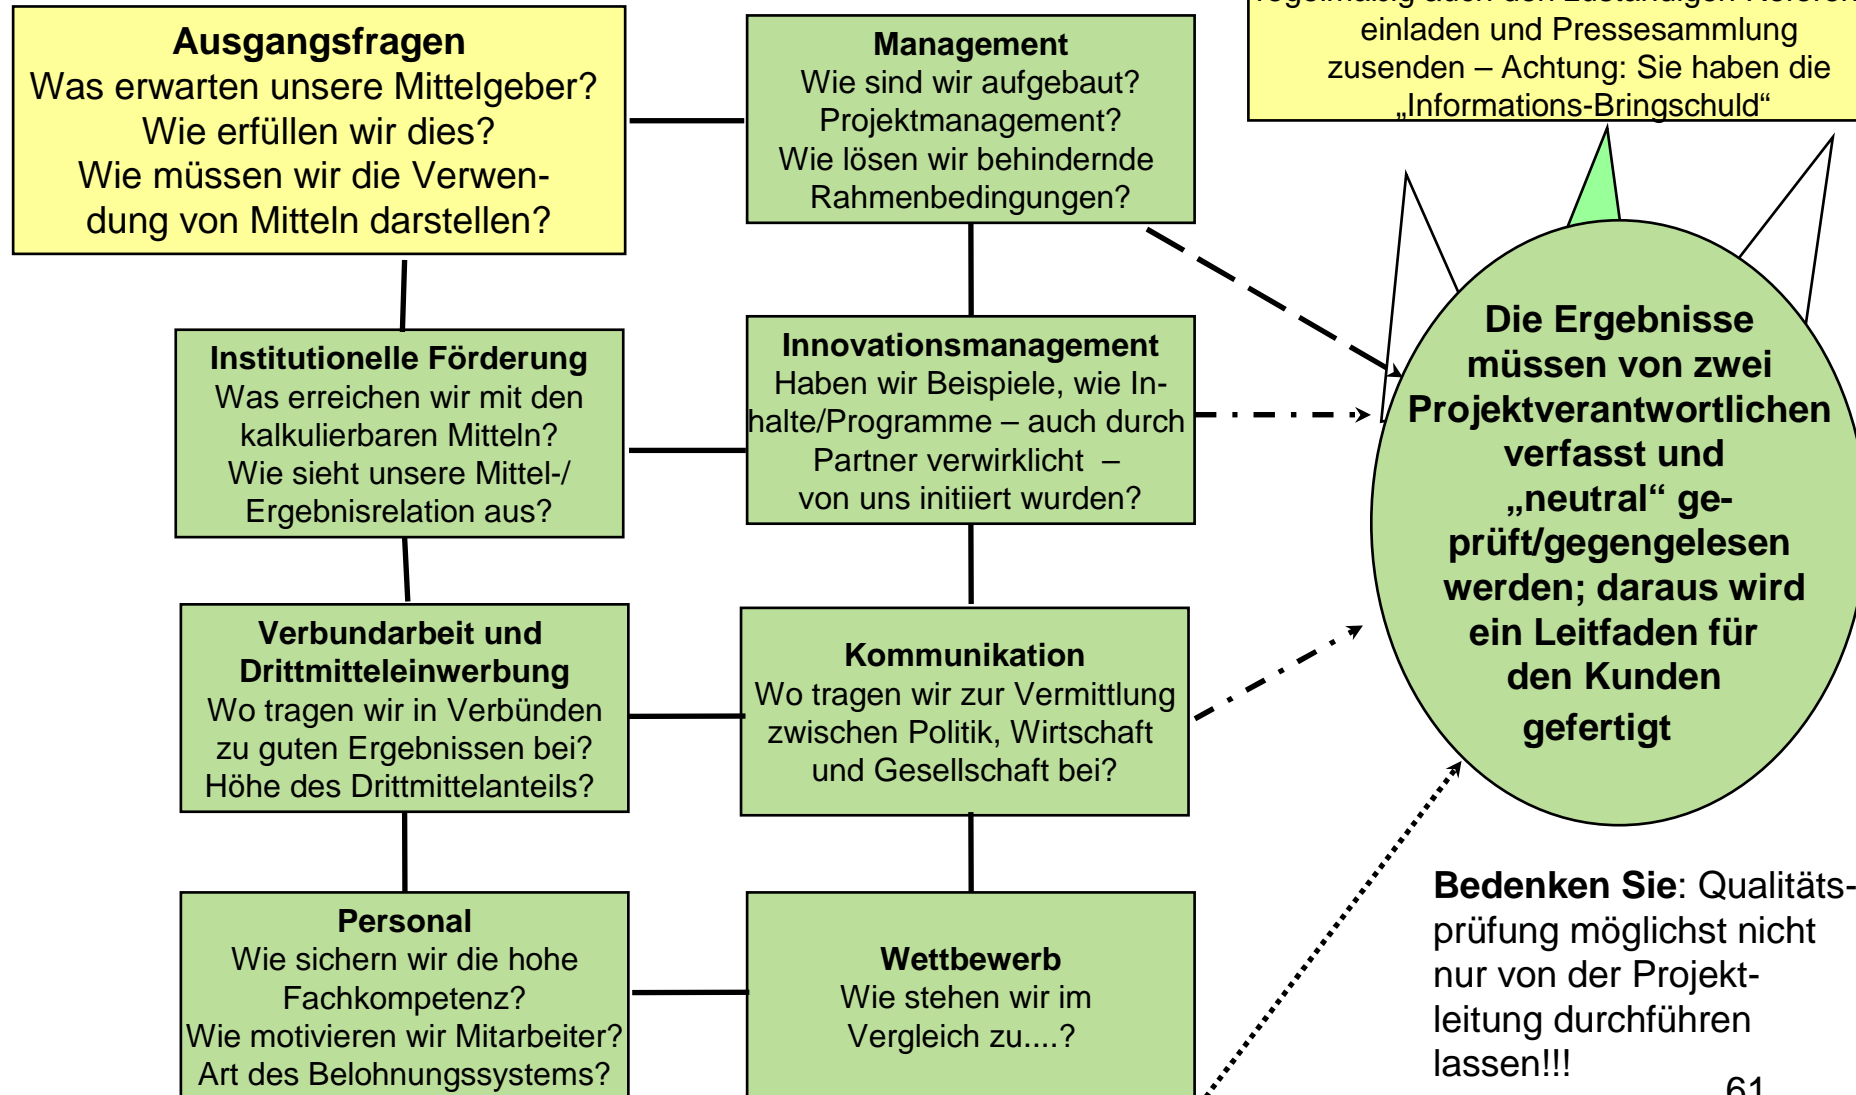 Ausgangsfragen
Was erwarten unsere Mittelgeber?
Wie erfüllen wir dies?
Wie müssen wir die Verwen-
dung von Mitteln darstellen?
Management
Wie sind wir aufgebaut?
Projektmanagement?
Wie lösen wir behindernde
Rahmenbedingungen?
regelmäßig auch den zuständigen
einladen und Pressesammlung
zusenden – Achtung: Sie haben die
„Informations-Bringschuld“
Institutionelle Förderung
Was erreichen wir mit den
kalkulierbaren Mitteln?
Wie sieht unsere Mittel-/
Ergebnisrelation aus?
Innovationsmanagement
Haben wir Beispiele, wie In-
halte/Programme – auch durch
Partner verwirklicht –
von uns initiiert wurden?
Die Ergebnisse
müssen von zwei
Projektverantwortlichen
verfasst und
„neutral“ ge-
prüft/gegengelesen
werden; daraus wird
ein Leitfaden für
den Kunden
gefertigt
Verbundarbeit und
Drittmitteleinwerbung
Wo tragen wir in Verbünden
zu guten Ergebnissen bei?
Höhe des Drittmittelanteils?
Kommunikation
Wo tragen wir zur Vermittlung
zwischen Politik, Wirtschaft
und Gesellschaft bei?
Personal
Wie sichern wir die hohe
Fachkompetenz?
Wie motivieren wir Mitarbeiter?
Art des Belohnungssystems?
Wettbewerb
Wie stehen wir im
Vergleich zu....?
Bedenken Sie: Qualitäts-
prüfung möglichst nicht
nur von der Projekt-
leitung durchführen
lassen!!!
61